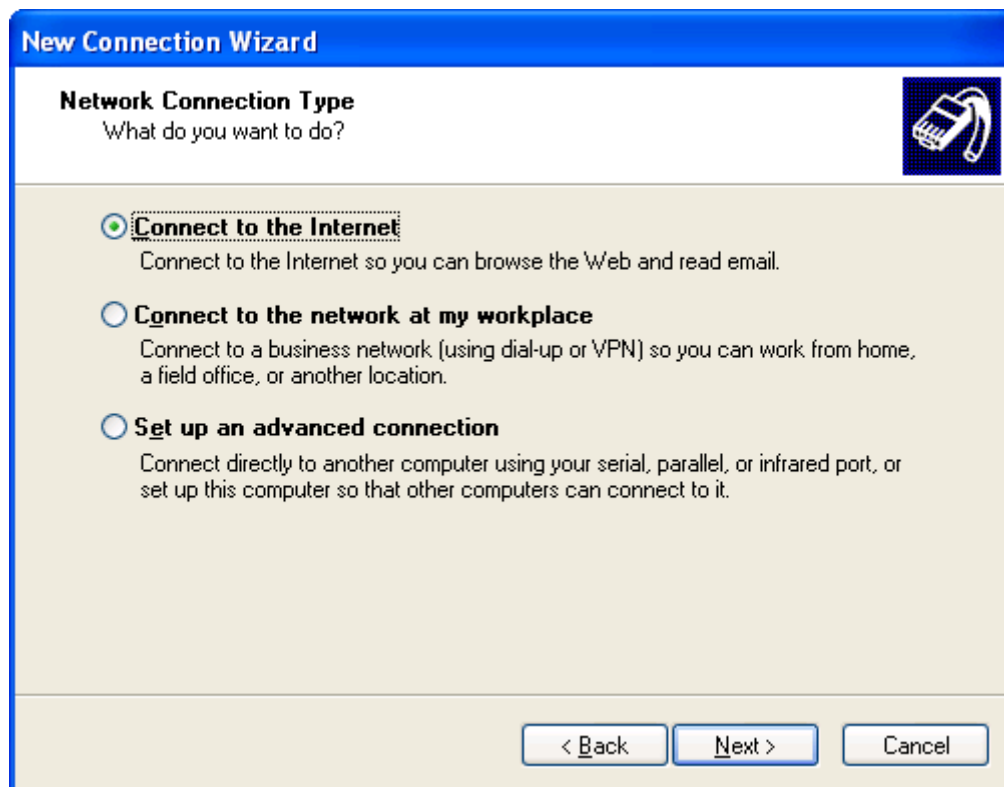 New Connection Wizard
Network Connection Type
What do you want to do?
Connect to the Internet
Connect to the Internet so you can browse the Web and read email.
Connect to the network at my workplace
Connect to a business network (using dial-up or VPN) so you can work from home,
a field office, or another location.
Set up an advanced connection
Connect directly to another computer using your serial, parallel, or infrared port, or
set up this computer so that other computers can connect to it.
< Back Next > Cancel